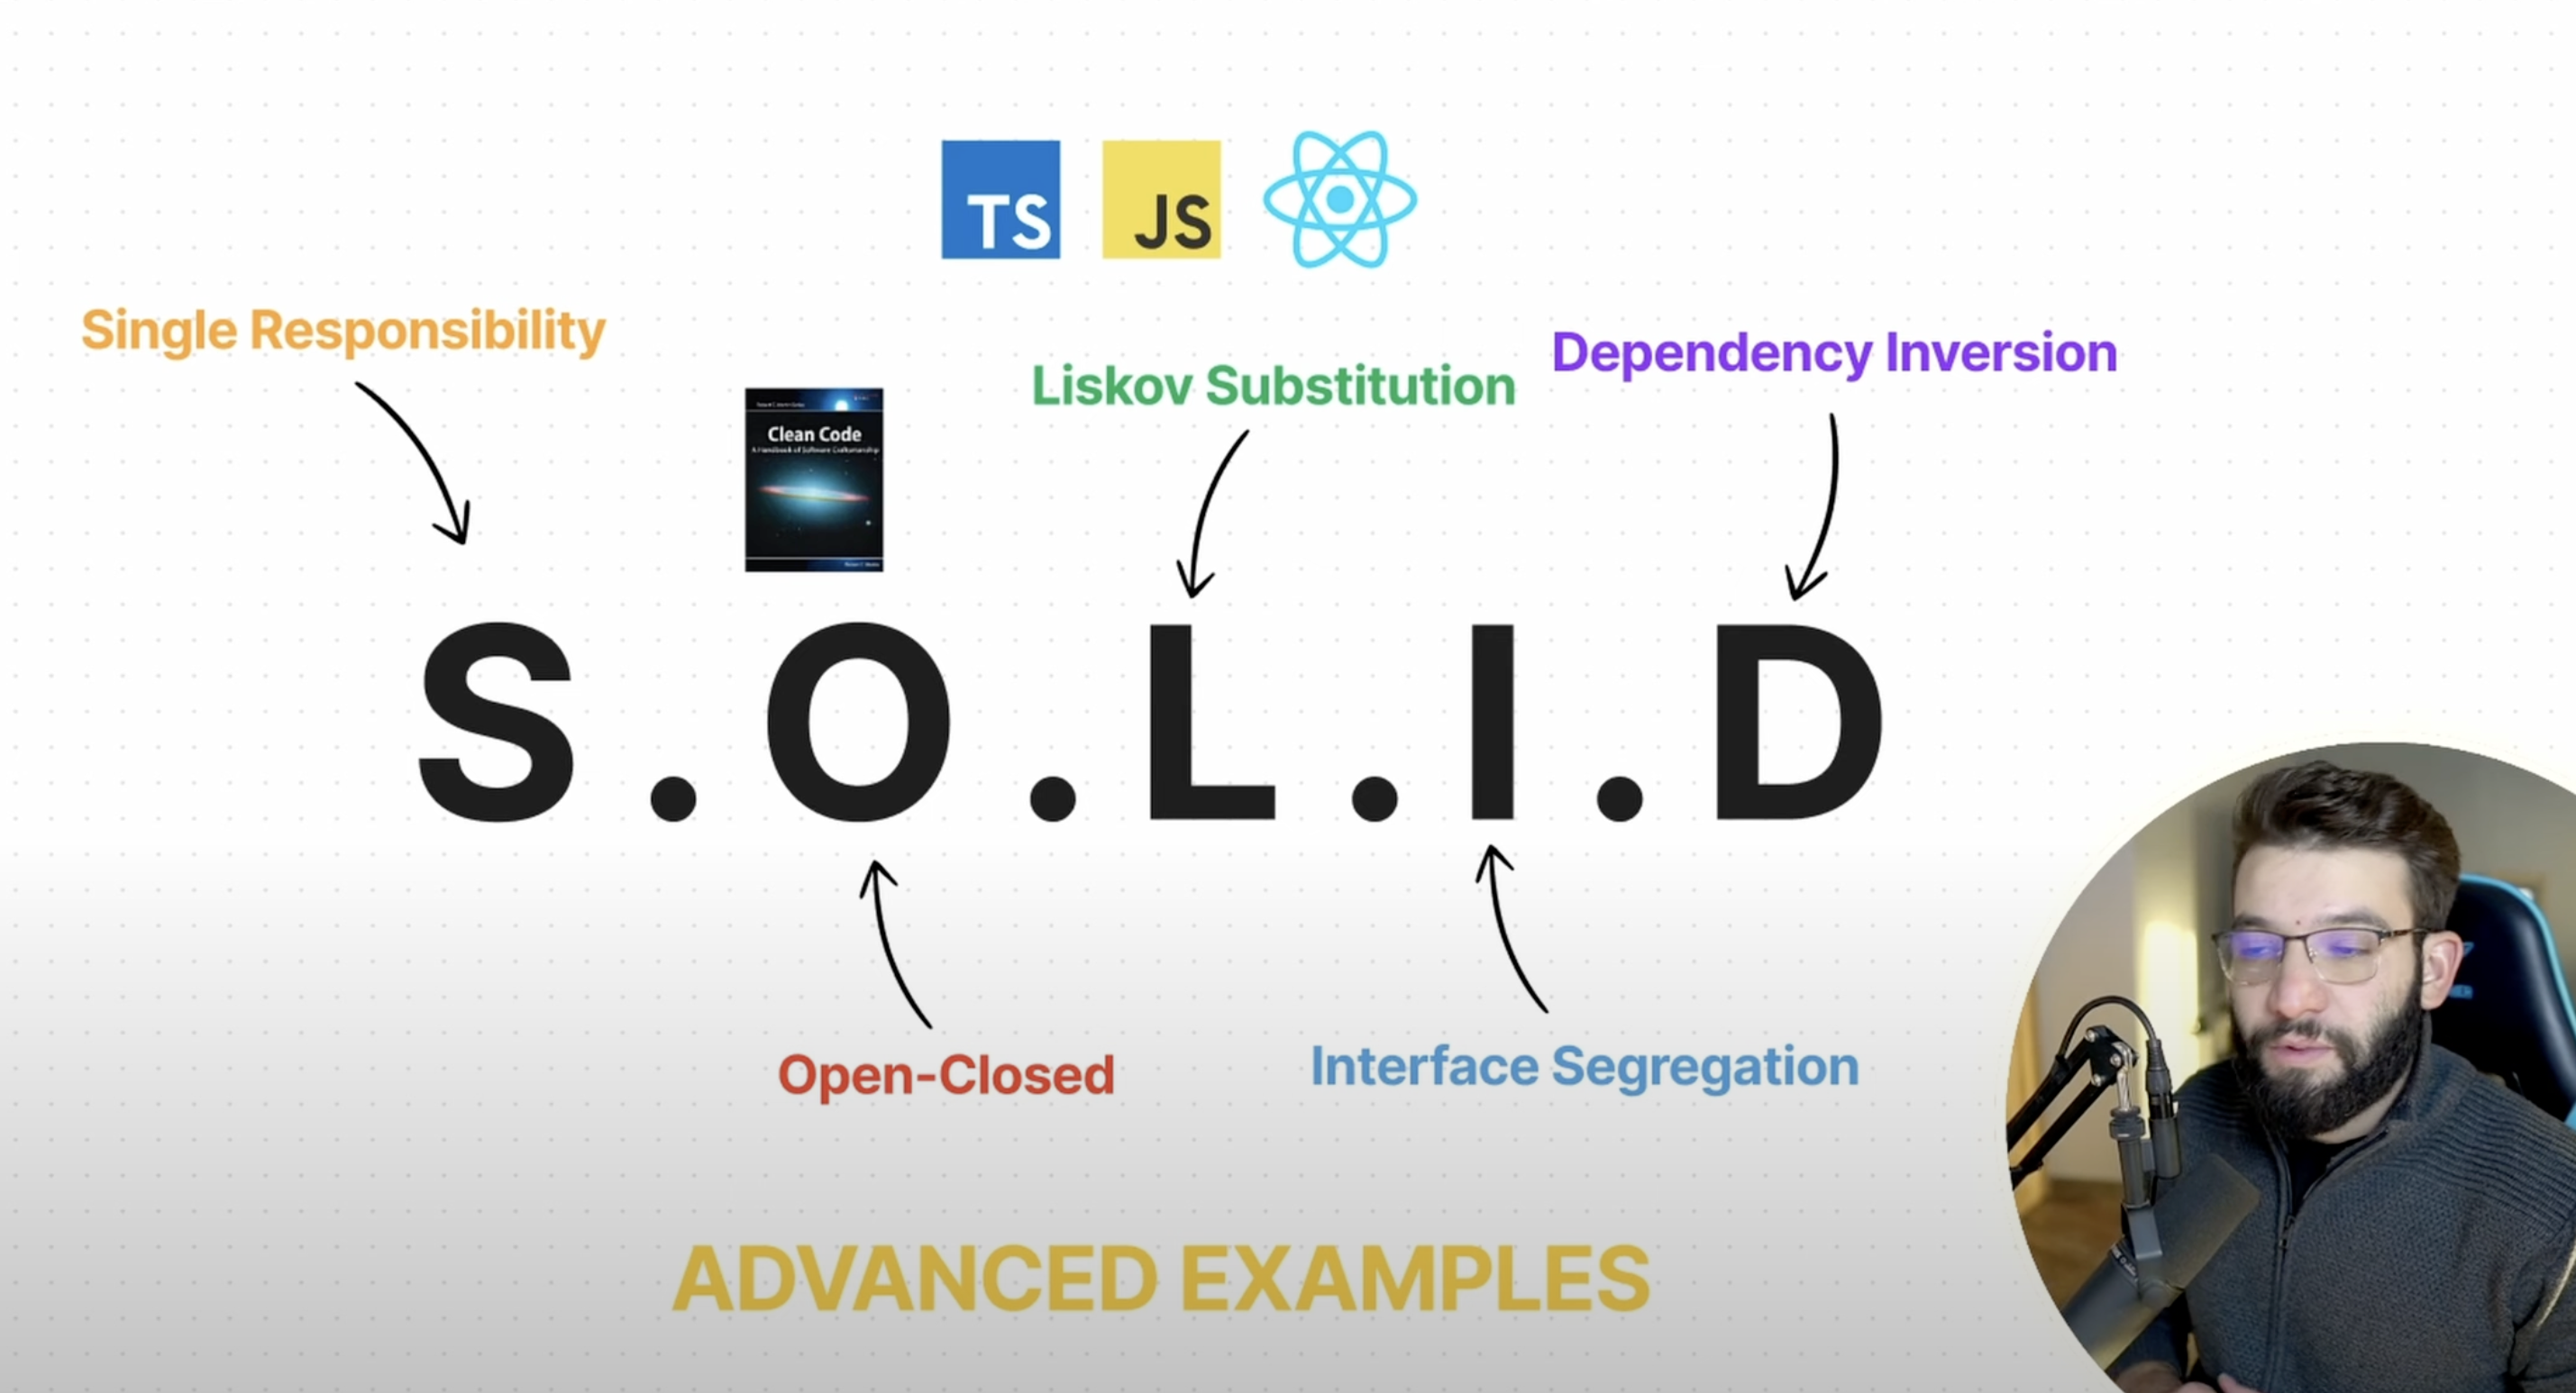 TS
JS
Single Responsibility
Dependency Inversion
Liskov Substitution
Clean Code
A Handbook of Software Craftsmanship
S.O.L.I.D
Open-Closed
Interface Segregation
ADVANCED EXAMPLES